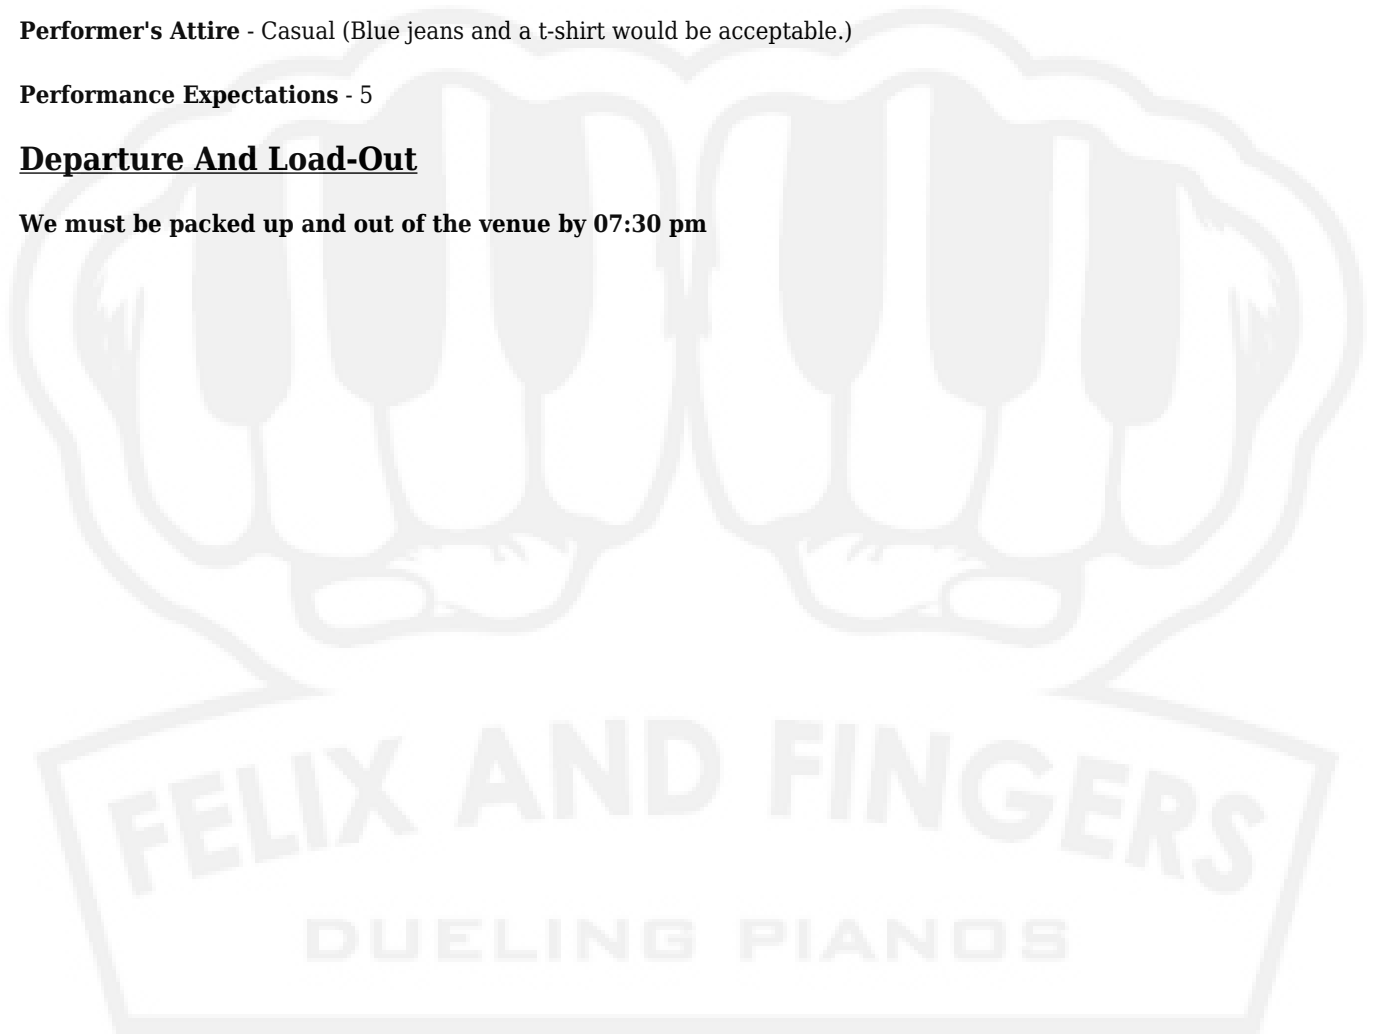 Performer's Attire - Casual (Blue jeans and a t-shirt would be acceptable.)
Performance Expectations - 5
Departure And Load-Out
We must be packed up and out of the venue by 07:30 pm
FELIX AND FINGERS
DUELING PIANOS